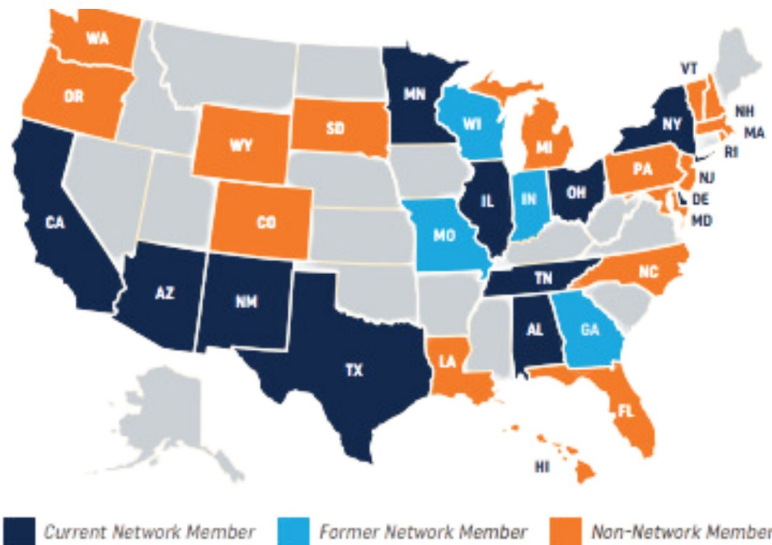 WA
OR
CA
AZ
NM
TX
WY
CO
SD
MN
WI
MI
IL
IN
OH
MO
TN
AL
GA
LA
FL
NC
PA
NY
VT
NH
MA
RI
NJ
DE
MD
HI
Current Network Member
Former Network Member
Non-Network Member